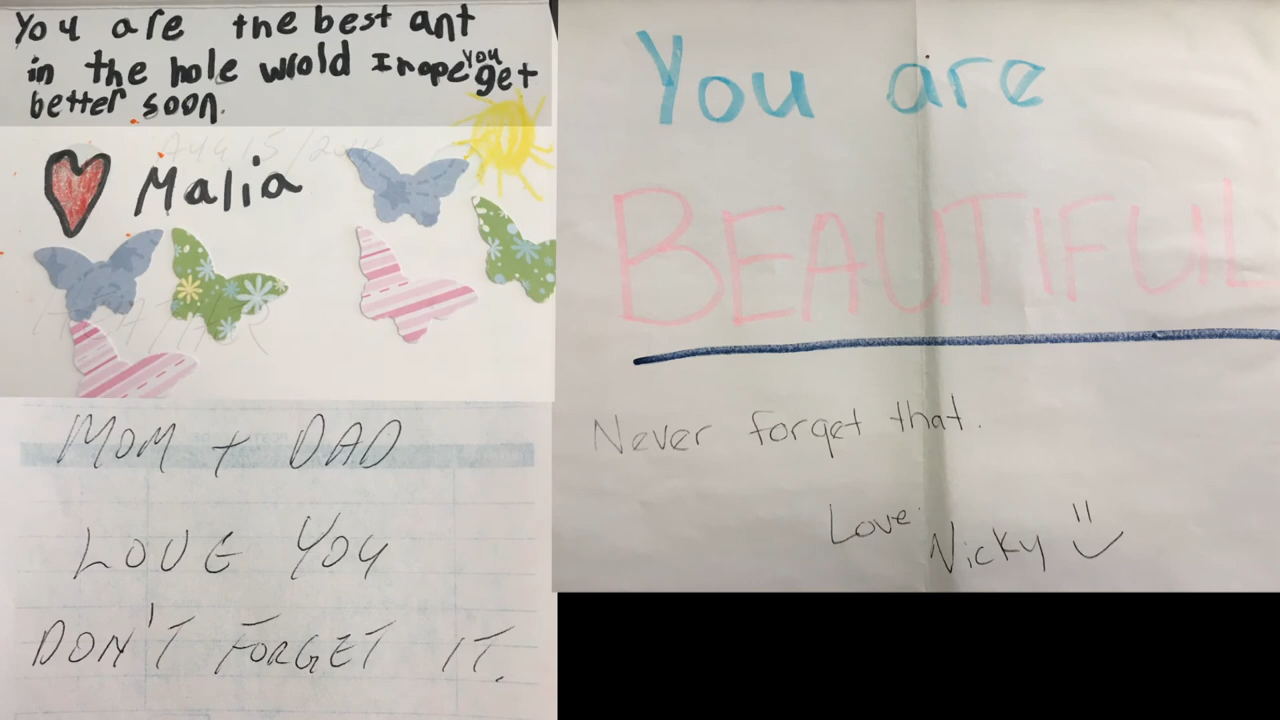 You are the best ant
in the hole wrold I hope you get
better soon.
Malia
MOM + DAD
LOVE YOU
DON'T FORGET IT.
You are
BEAUTIFUL
Never forget that.
Love
Nicky